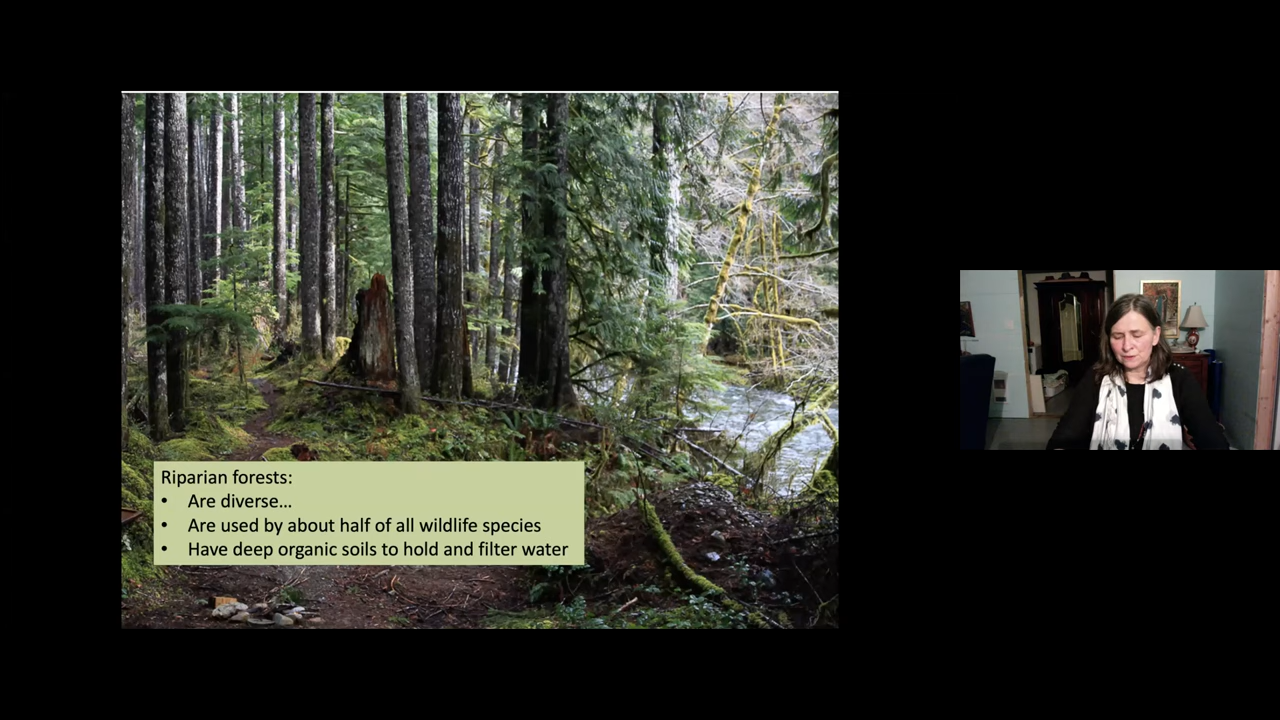 Riparian forests:
• Are diverse...
• Are used by about half of all wildlife species
• Have deep organic soils to hold and filter water